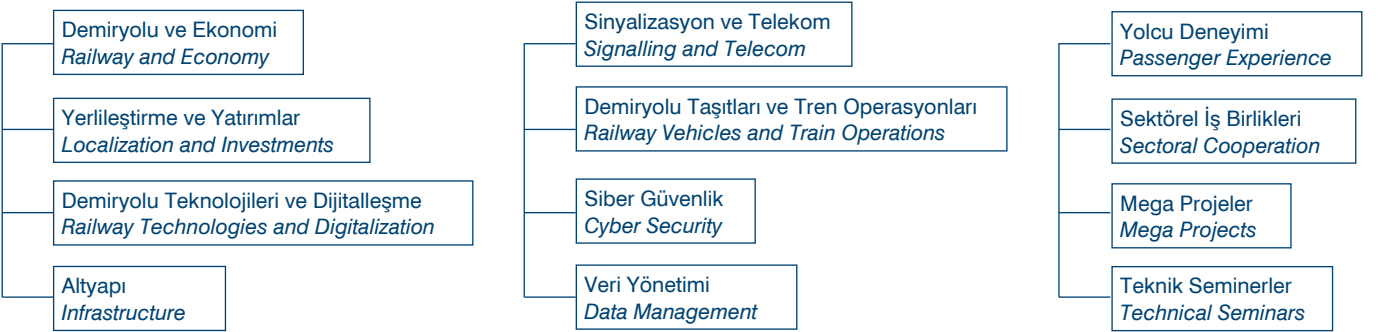 Demiryolu ve Ekonomi
Railway and Economy
Yerlileştirme ve Yatırımlar
Localization and Investments
Demiryolu Teknolojileri ve Dijitalleşme
Railway Technologies and Digitalization
Altyapı
Infrastructure
Sinyalizasyon ve Telekom
Signalling and Telecom
Demiryolu Taşıtları ve Tren Operasyonları
Railway Vehicles and Train Operations
Siber Güvenlik
Cyber Security
Veri Yönetimi
Data Management
Yolcu Deneyimi
Passenger Experience
Sektörel İş Birlikleri
Sectoral Cooperation
Mega Projeler
Mega Projects
Teknik Seminerler
Technical Seminars